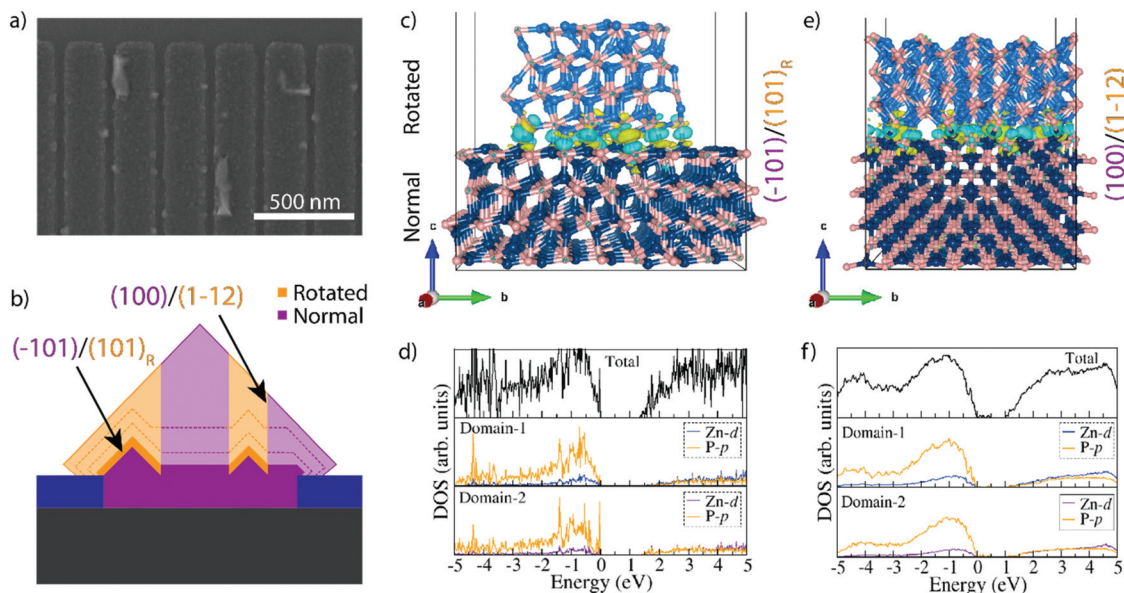 a)
500 nm
b)
(100)/(1-12)
Rotated
Normal
(-101)/(101)R
c)
Rotated
Normal
(-101)/(101)R
c
a
b
d)
DOS (arb. units)
Total
Domain-1
Zn-d
P-p
Domain-2
Zn-d
P-p
-5 -4 -3 -2 -1 0 1 2 3 4 5
Energy (eV)
e)
(100)/(1-12)
c
a
b
f)
DOS (arb. units)
Total
Domain-1
Zn-d
P-p
Domain-2
Zn-d
P-p
-5 -4 -3 -2 -1 0 1 2 3 4 5
Energy (eV)